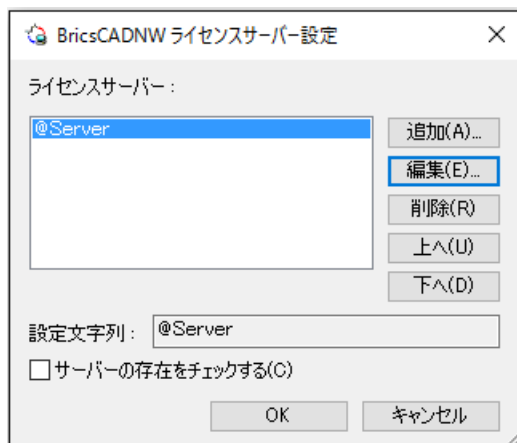 BricsCADNW ライセンスサーバー設定
ライセンスサーバー：
@Server
追加(A)...
編集(E)...
削除(R)
上へ(U)
下へ(D)
設定文字列： @Server
サーバーの存在をチェックする(C)
OK キャンセル